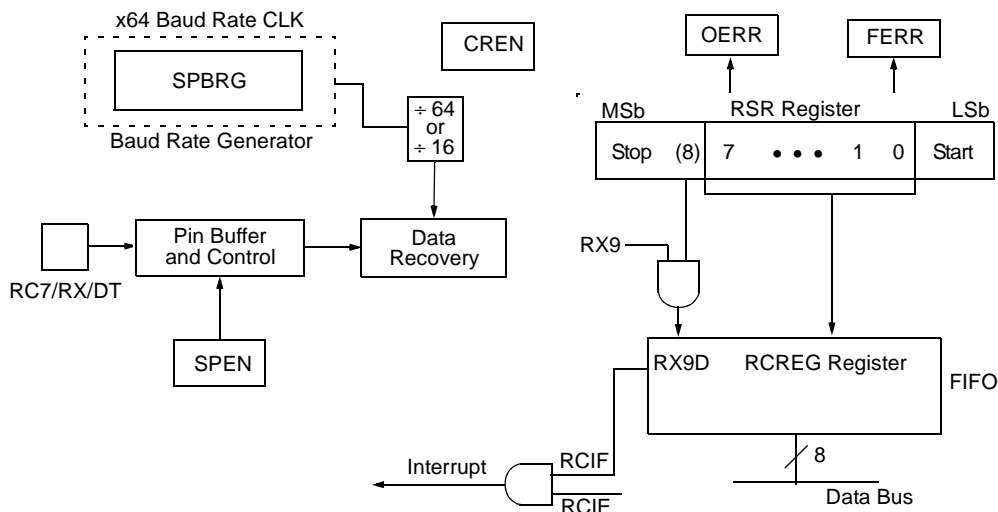 x64 Baud Rate CLK
SPBRG
Baud Rate Generator
CREN
÷ 64
or
÷ 16
OERR
FERR
MSb
RSR Register
LSb
Stop (8) 7 • • • 1 0 Start
RC7/RX/DT
Pin Buffer
and Control
Data
Recovery
SPEN
RX9
RX9D RCREG Register
FIFO
8
Data Bus
Interrupt
RCIF
RCIE